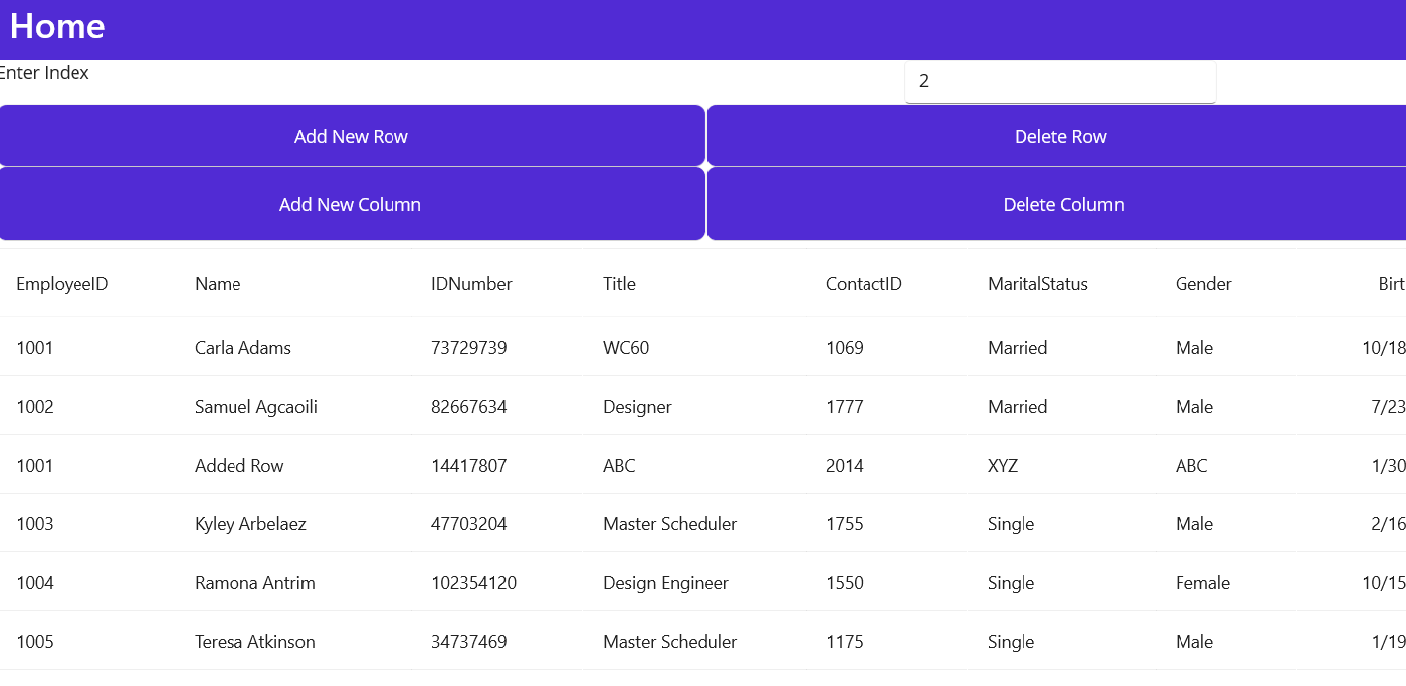 Home
Enter Index 2
Add New Row Delete Row
Add New Column Delete Column
EmployeeID Name IDNumber Title ContactID MaritalStatus Gender Birt
1001 Carla Adams 73729739 WC60 1069 Married Male 10/18
1002 Samuel Agcaoili 82667634 Designer 1777 Married Male 7/23
1001 Added Row 14417807 ABC 2014 XYZ ABC 1/30
1003 Kyley Arbelaez 47703204 Master Scheduler 1755 Single Male 2/16
1004 Ramona Antrim 102354120 Design Engineer 1550 Single Female 10/15
1005 Teresa Atkinson 34737469 Master Scheduler 1175 Single Male 1/19